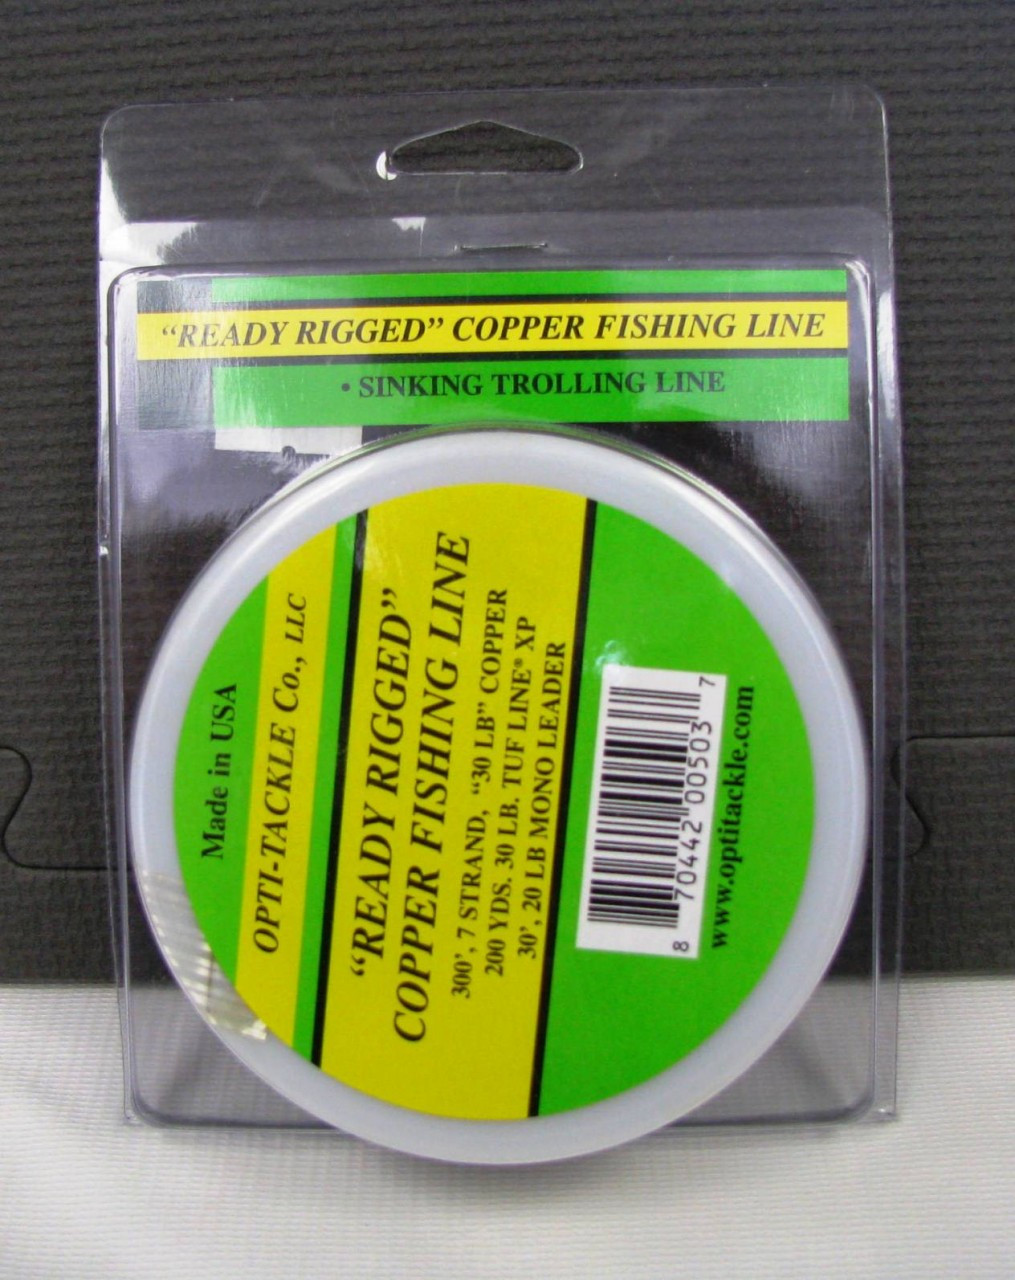 “READY RIGGED” COPPER FISHING LINE
• SINKING TROLLING LINE
Made in USA
OPTI-TACKLE Co., LLC
“READY RIGGED”
COPPER FISHING LINE
300’, 7 STRAND, “30 LB” COPPER
200 YDS. 30 LB. TUF LINE® XP
30’, 20 LB MONO LEADER
8 70442 00503 7
www.optitackle.com